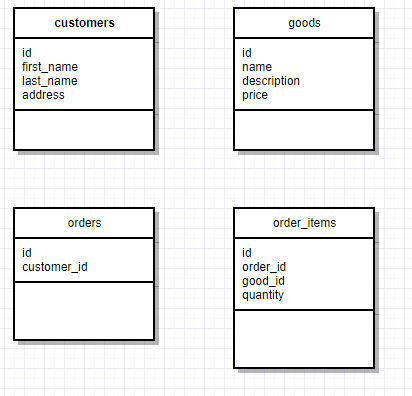 customers
id
first_name
last_name
address
goods
id
name
description
price
orders
id
customer_id
order_items
id
order_id
good_id
quantity